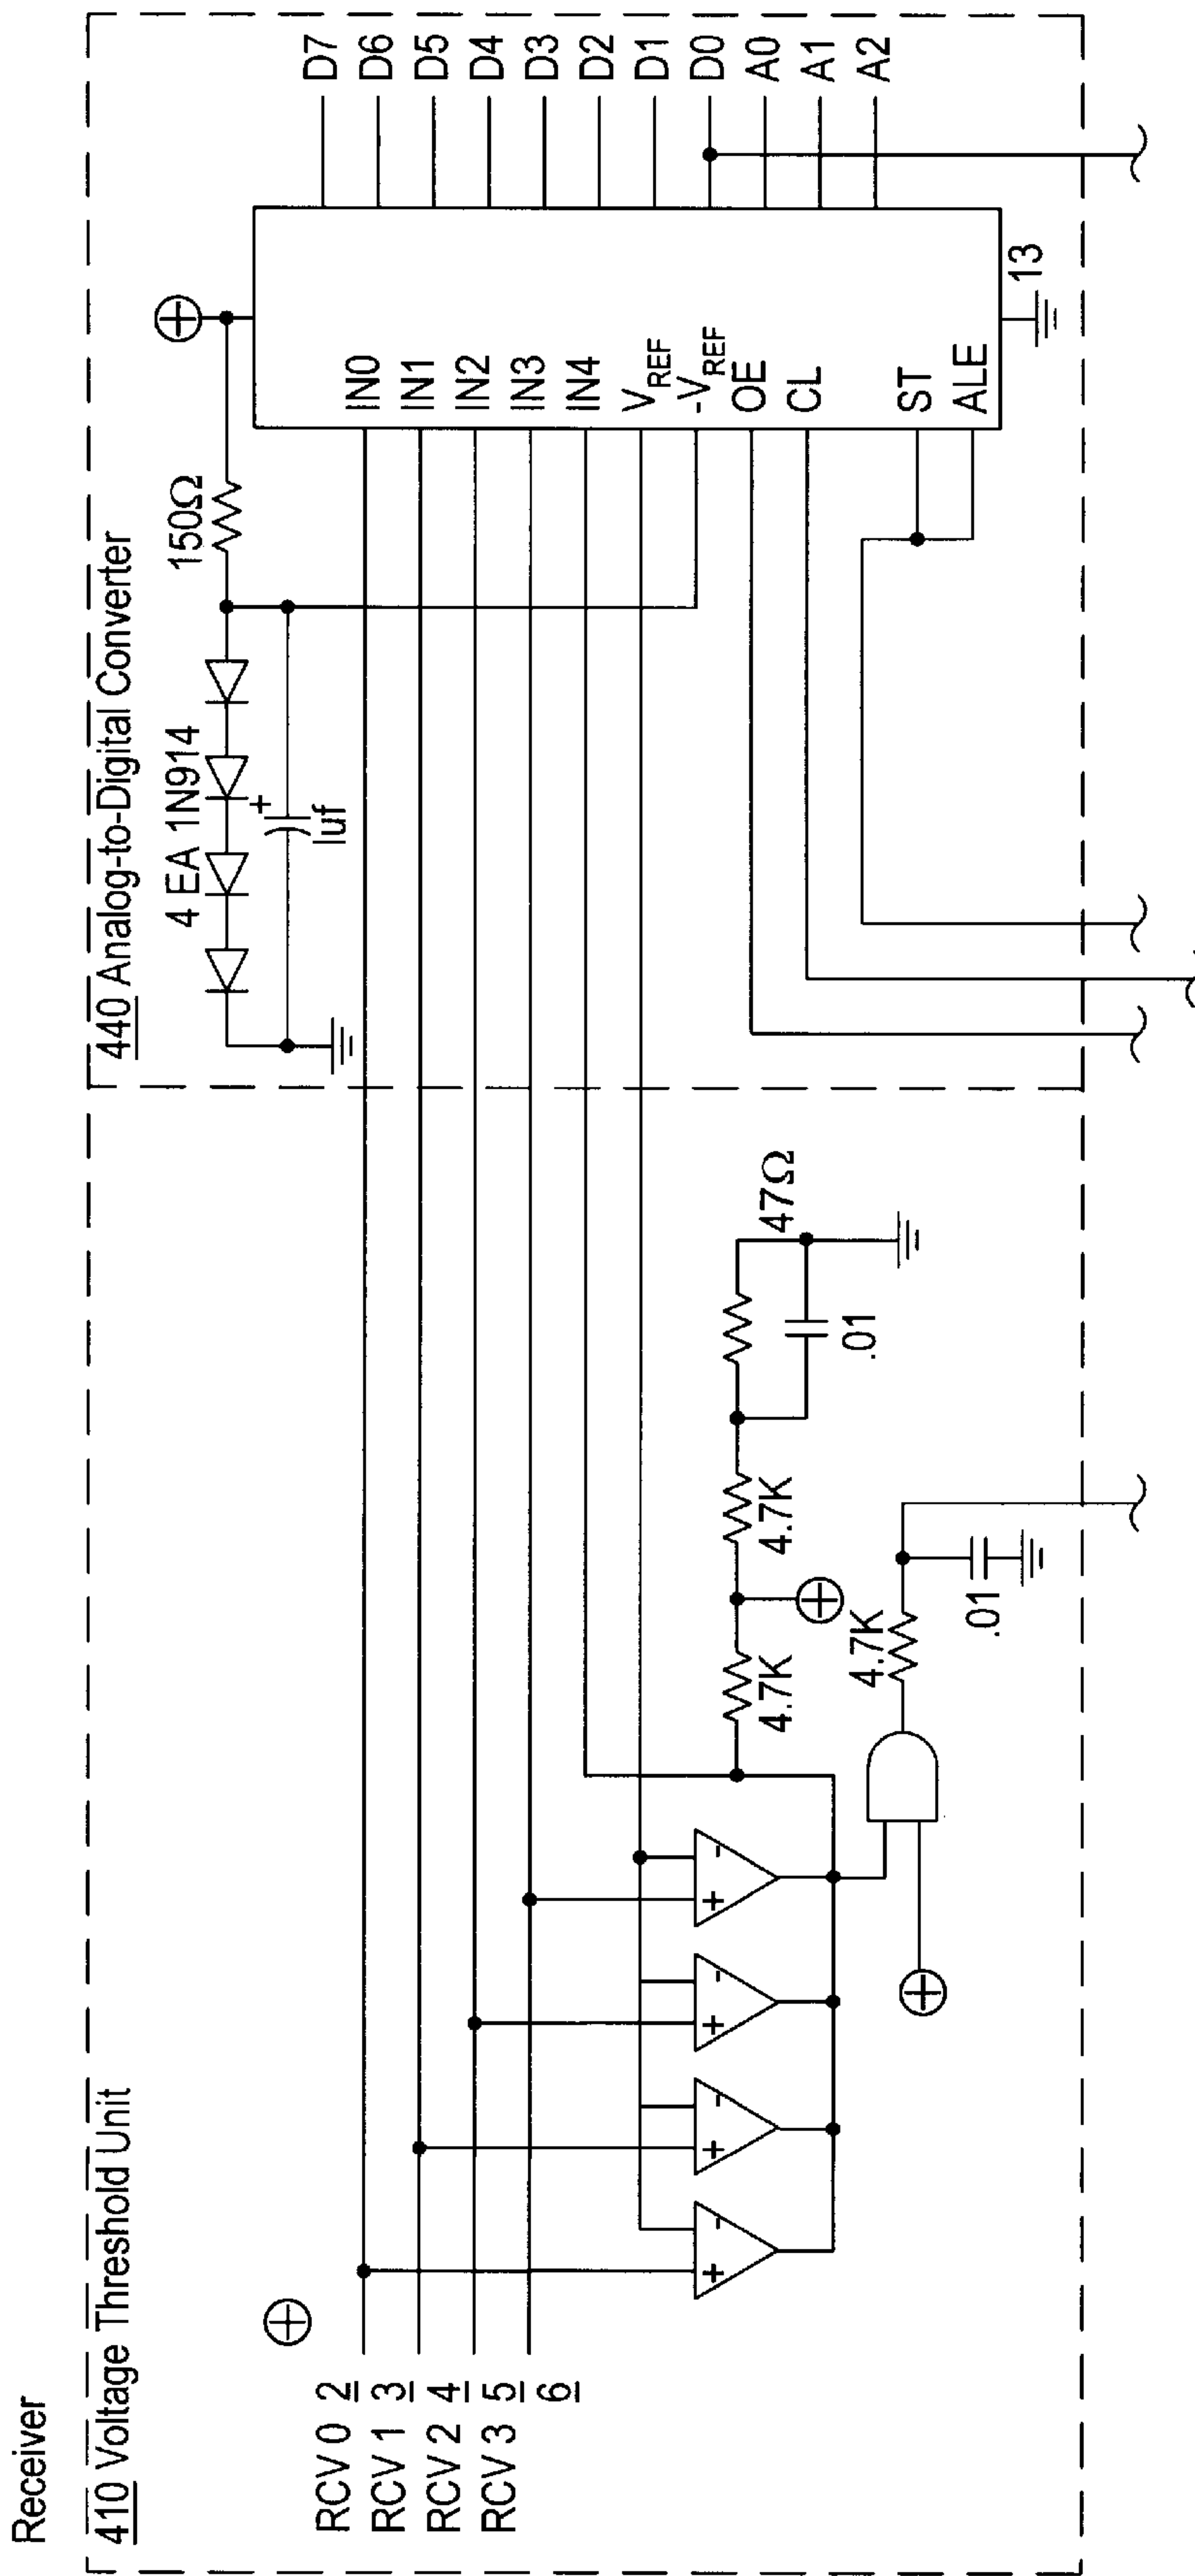 Receiver
410 Voltage Threshold Unit
440 Analog-to-Digital Converter
RCV 0 2
RCV 1 3
RCV 2 4
RCV 3 5
6
4 EA 1N914
+
1uf
150Ω
IN0
IN1
IN2
IN3
IN4
VREF
-VREF
OE
CL
ST
ALE
D7
D6
D5
D4
D3
D2
D1
D0
A0
A1
A2
13
+ -
+ -
+ -
+ -
4.7K
4.7K
47Ω
.01
4.7K
.01